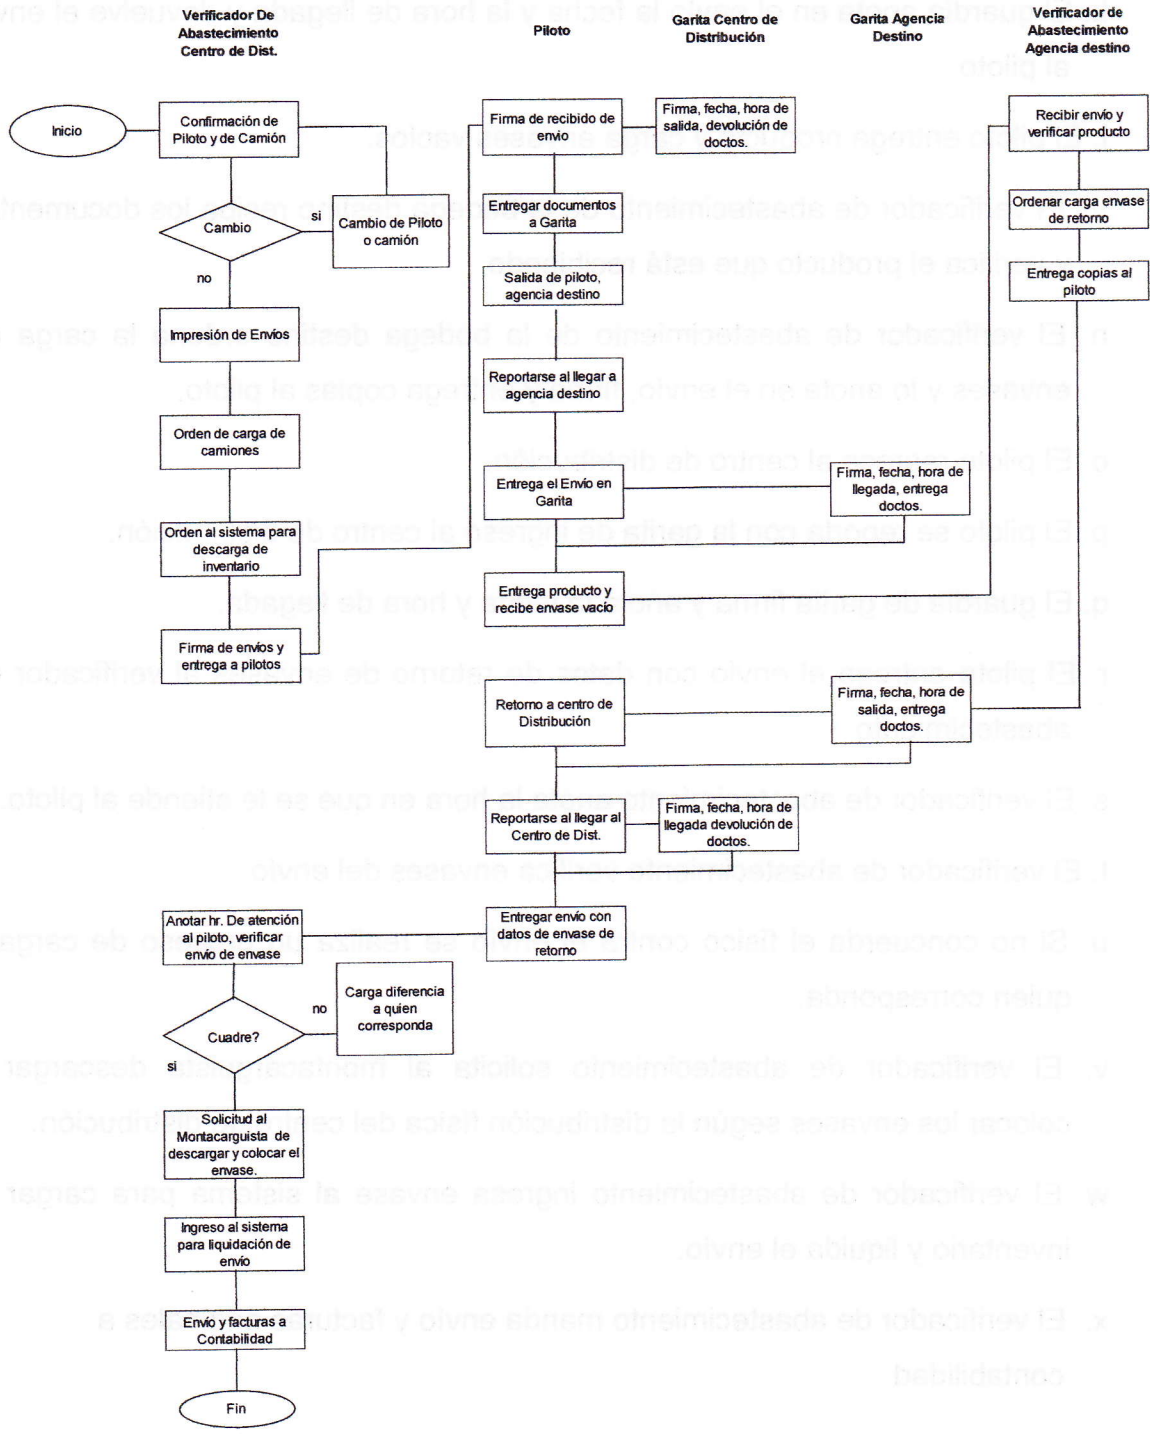 Verificador De
Abastecimiento
Centro de Dist.
Piloto
Garita Centro de
Distribución
Garita Agencia
Destino
Verificador de
Abastecimiento
Agencia destino
Inicio
Confirmación de
Piloto y de Camión
Cambio
si
no
Cambio de Piloto
o camión
Impresión de Envíos
Orden de carga de
camiones
Orden al sistema para
descarga de
inventario
Firma de envíos y
entrega a pilotos
Firma de recibido de
envio
Firma, fecha, hora de
salida, devolución de
doctos.
Entregar documentos
a Garita
Salida de piloto,
agencia destino
Reportarse al llegar a
agencia destino
Entrega el Envío en
Garita
Firma, fecha, hora de
llegada, entrega
doctos.
Entrega producto y
recibe envase vacío
Recibir envío y
verificar producto
Ordenar carga envase
de retorno
Entrega copias al
piloto
Retorno a centro de
Distribución
Firma, fecha, hora de
salida, entrega
doctos.
Reportarse al llegar al
Centro de Dist.
Firma, fecha, hora de
llegada devolución de
doctos.
Entregar envío con
datos de envase de
retorno
Anotar hr. De atención
al piloto, verificar
envío de envase
Cuadre?
no
si
Carga diferencia
a quien
corresponda
Solicitud al
Montacarguista de
descargar y colocar el
envase.
Ingreso al sistema
para liquidación de
envío
Envío y facturas a
Contabilidad
Fin